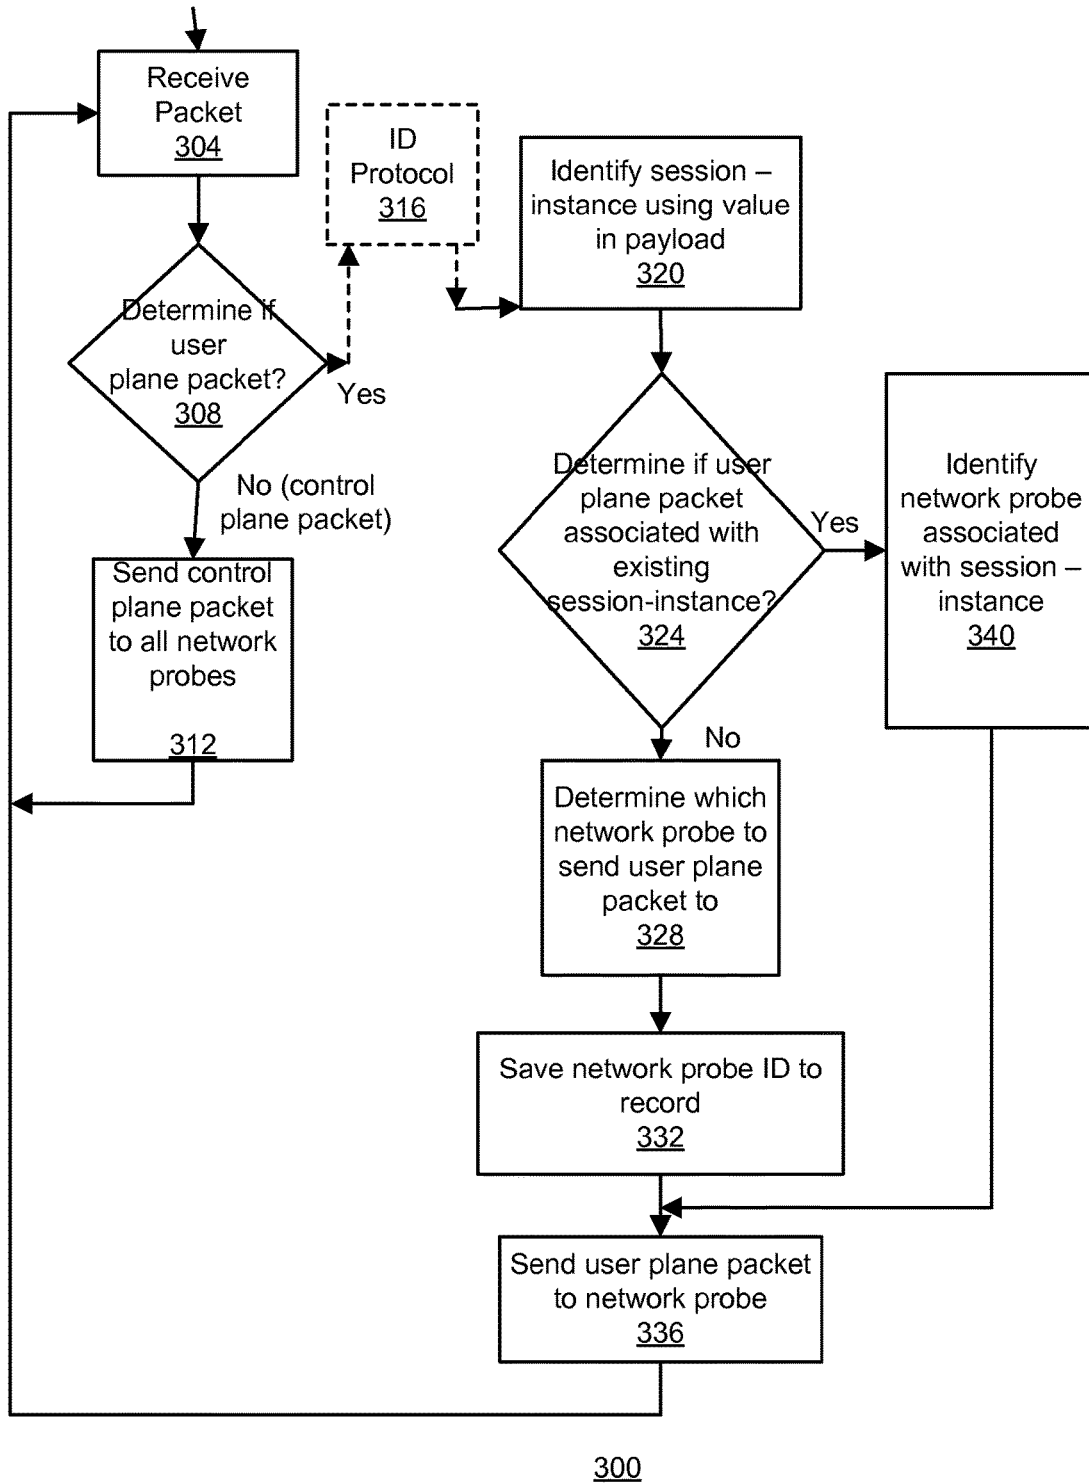 Receive
Packet
304
ID
Protocol
316
Identify session –
instance using value
in payload
320
Determine if
user
plane packet?
308
Yes
No (control
plane packet)
Send control
plane packet
to all network
probes
312
Determine if user
plane packet
associated with
existing
session-instance?
324
Yes
Identify
network probe
associated
with session –
instance
340
No
Determine which
network probe to
send user plane
packet to
328
Save network probe ID to
record
332
Send user plane packet
to network probe
336
300